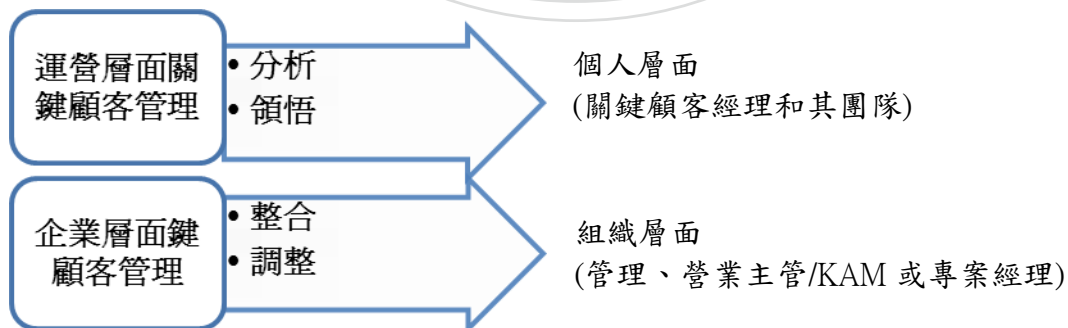 運營層面關
鍵顧客管理
• 分析
• 領悟
個人層面
(關鍵顧客經理和其團隊)
企業層面鍵
顧客管理
• 整合
• 調整
組織層面
(管理、營業主管/KAM 或專案經理)